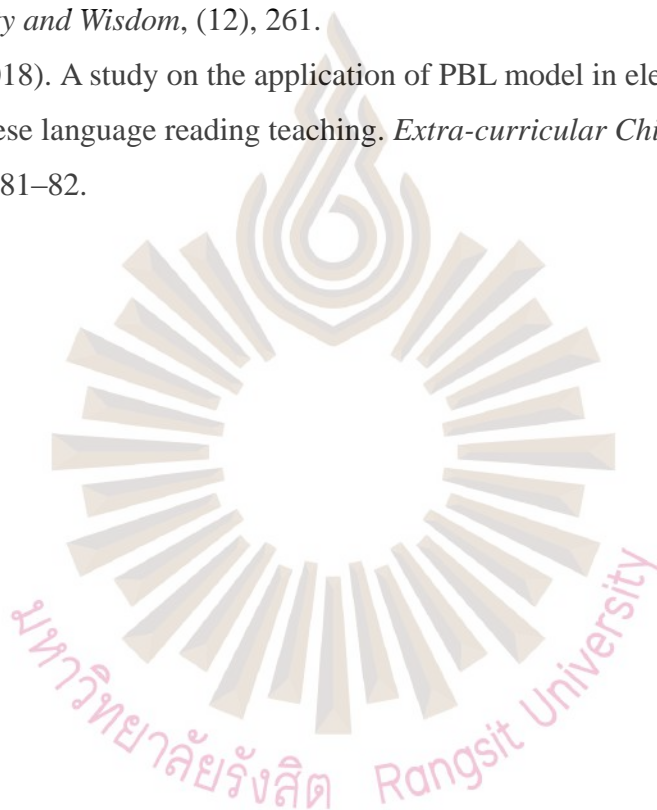 ty and Wisdom, (12), 261.
018). A study on the application of PBL model in ele
ese language reading teaching. Extra-curricular Chi
81–82.
มหาวิทยาลัยรังสิต Rangsit University